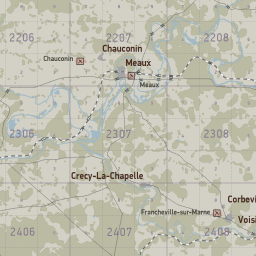 2206
2207
2208
Chauconin
Chauconin
Meaux
Meaux
2306
2307
2308
Crecy-La-Chapelle
Corbevi
Francheville-sur-Marne
Voisi
2406
2407
2408